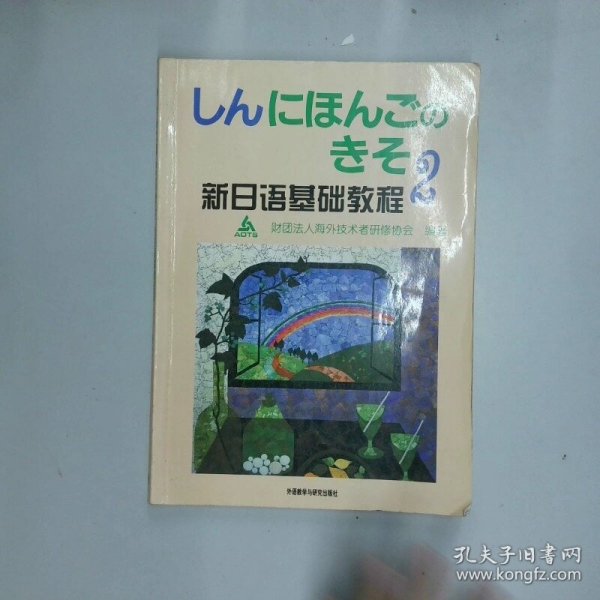 しんにほんごの
きそ2
新日语基础教程
AOTS 财团法人海外技术者研修协会 编著
外语教学与研究出版社
孔夫子旧书网
www.kongfz.com